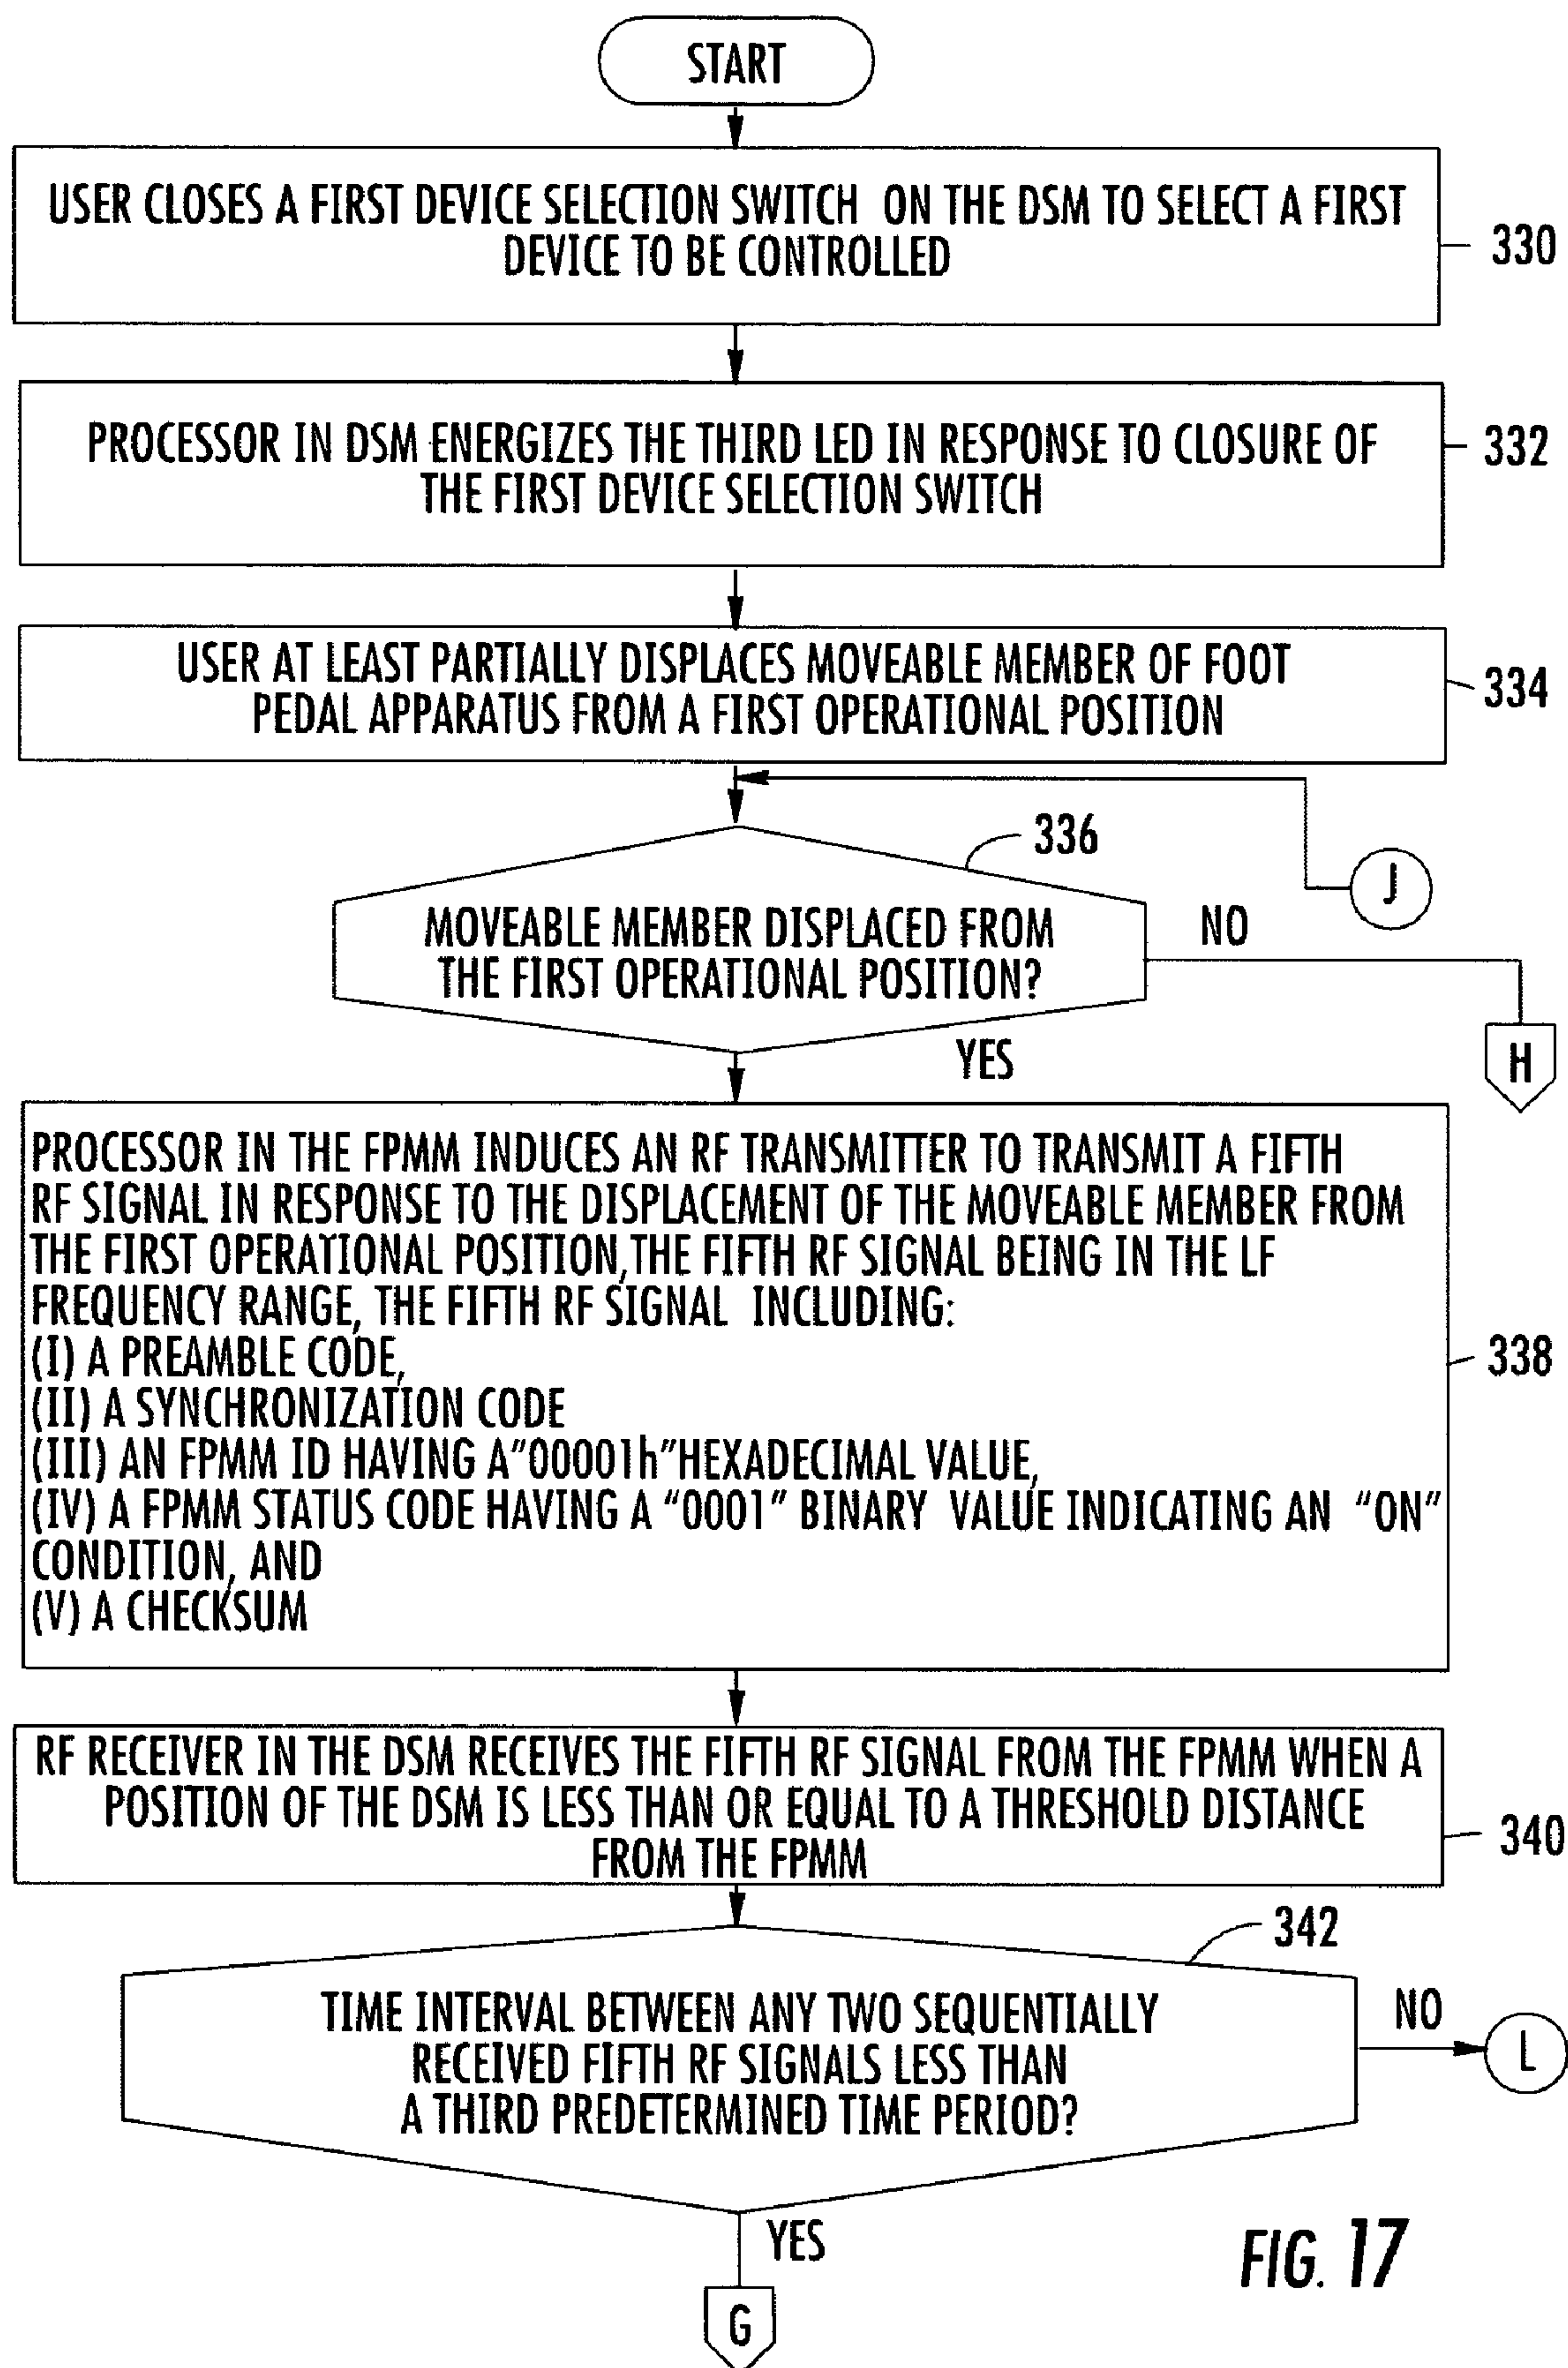 START
USER CLOSES A FIRST DEVICE SELECTION SWITCH ON THE DSM TO SELECT A FIRST
DEVICE TO BE CONTROLLED
330
PROCESSOR IN DSM ENERGIZES THE THIRD LED IN RESPONSE TO CLOSURE OF
THE FIRST DEVICE SELECTION SWITCH
332
USER AT LEAST PARTIALLY DISPLACES MOVEABLE MEMBER OF FOOT
PEDAL APPARATUS FROM A FIRST OPERATIONAL POSITION
334
336
J
MOVEABLE MEMBER DISPLACED FROM
THE FIRST OPERATIONAL POSITION?
NO
H
YES
PROCESSOR IN THE FPMM INDUCES AN RF TRANSMITTER TO TRANSMIT A FIFTH
RF SIGNAL IN RESPONSE TO THE DISPLACEMENT OF THE MOVEABLE MEMBER FROM
THE FIRST OPERATIONAL POSITION,THE FIFTH RF SIGNAL BEING IN THE LF
FREQUENCY RANGE, THE FIFTH RF SIGNAL INCLUDING:
(I) A PREAMBLE CODE,
(II) A SYNCHRONIZATION CODE
(III) AN FPMM ID HAVING A"00001h"HEXADECIMAL VALUE,
(IV) A FPMM STATUS CODE HAVING A "0001" BINARY VALUE INDICATING AN "ON"
CONDITION, AND
(V) A CHECKSUM
338
RF RECEIVER IN THE DSM RECEIVES THE FIFTH RF SIGNAL FROM THE FPMM WHEN A
POSITION OF THE DSM IS LESS THAN OR EQUAL TO A THRESHOLD DISTANCE
FROM THE FPMM
340
342
TIME INTERVAL BETWEEN ANY TWO SEQUENTIALLY
RECEIVED FIFTH RF SIGNALS LESS THAN
A THIRD PREDETERMINED TIME PERIOD?
NO
L
YES
G
FIG. 17